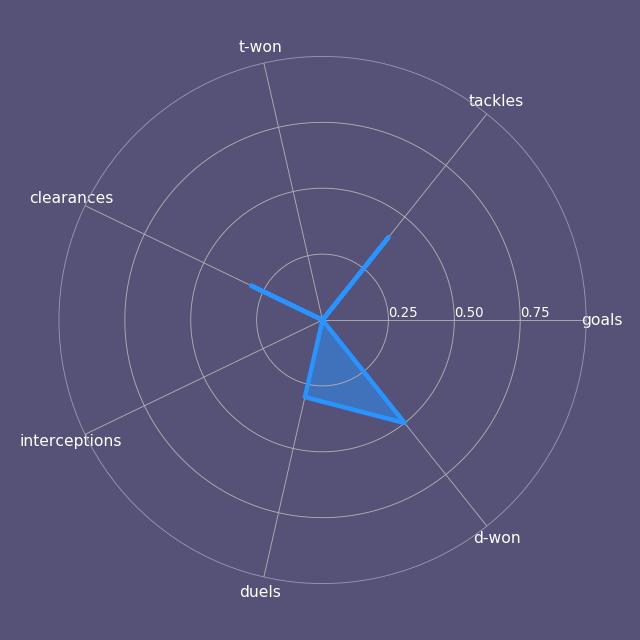 t-won
tackles
clearances
0.25
0.50
0.75
goals
interceptions
d-won
duels